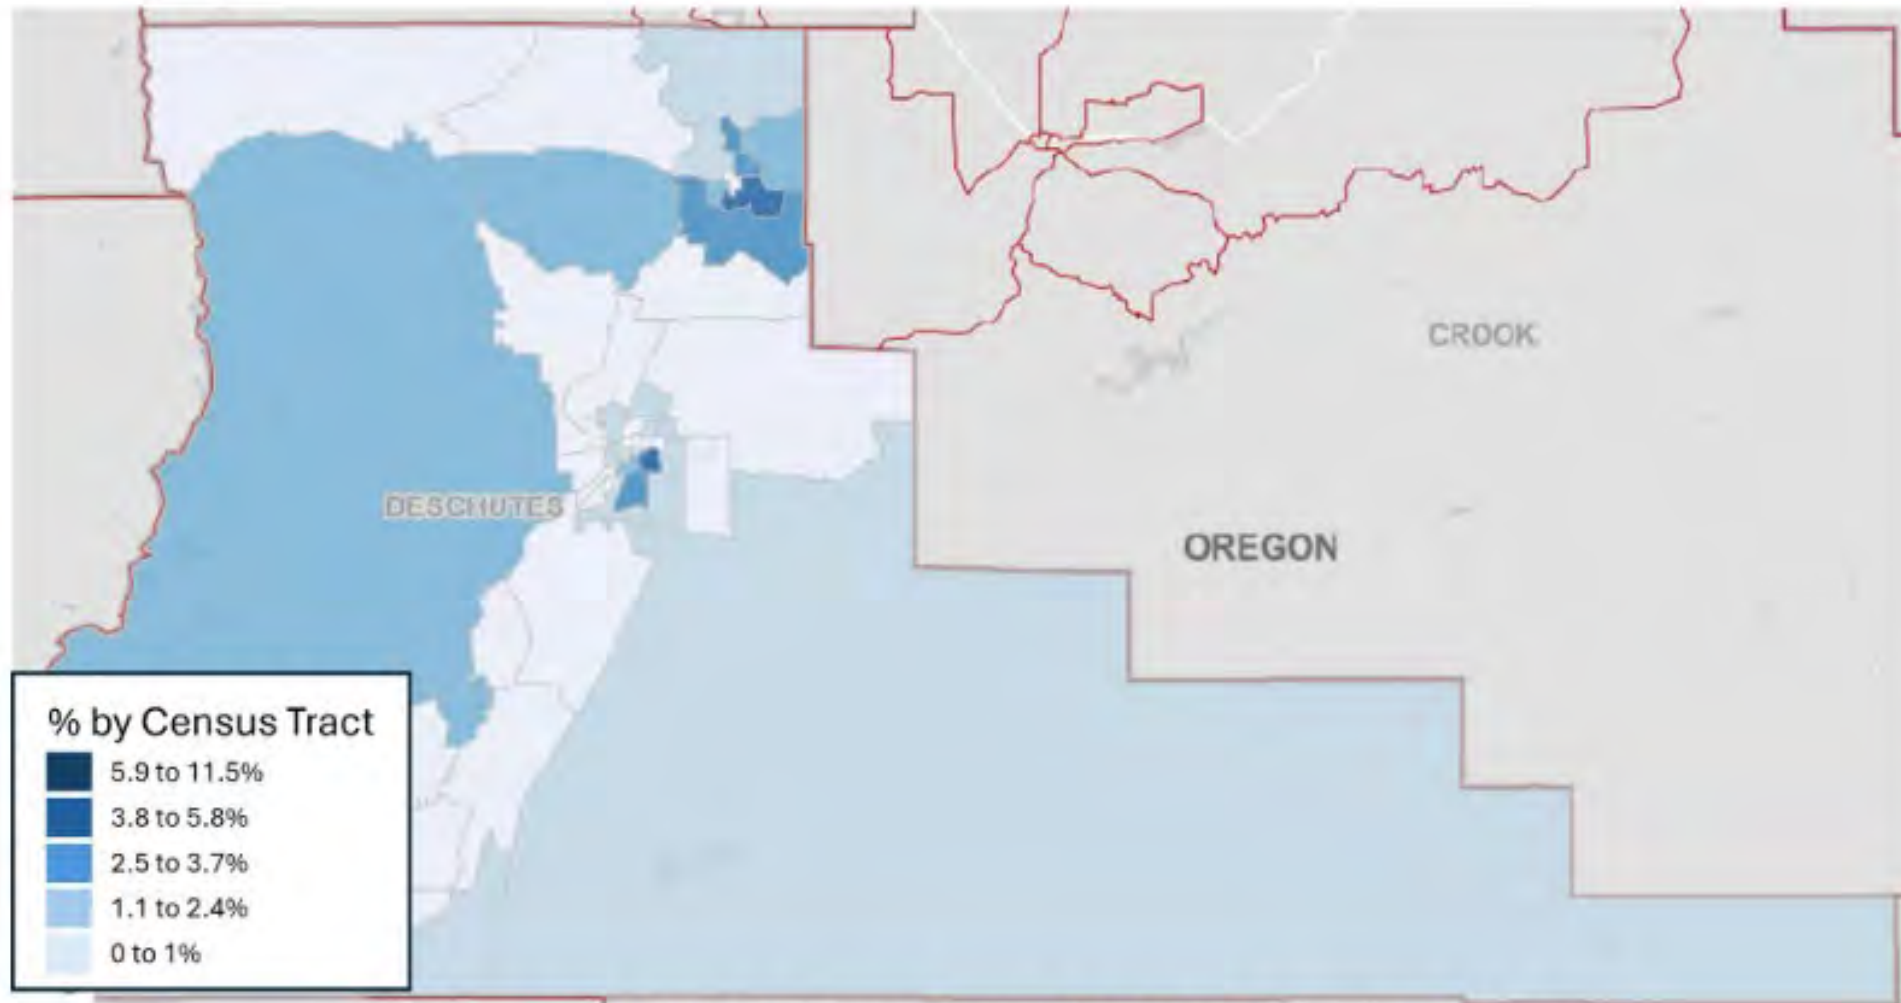 CROOK
DESCHUTES
OREGON
% by Census Tract
5.9 to 11.5%
3.8 to 5.8%
2.5 to 3.7%
1.1 to 2.4%
0 to 1%